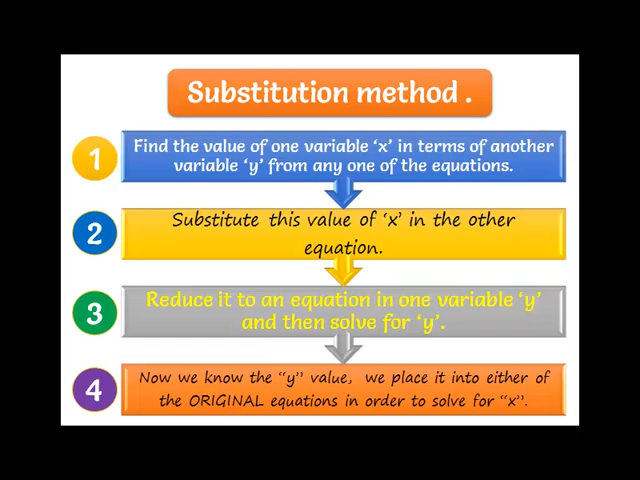 Substitution method .
1
Find the value of one variable ‘x’ in terms of another
variable ‘y’ from any one of the equations.
2
Substitute this value of ‘x’ in the other
equation.
3
Reduce it to an equation in one variable ‘y’
and then solve for ‘y’.
4
Now we know the “y” value, we place it into either of
the ORIGINAL equations in order to solve for “x”.